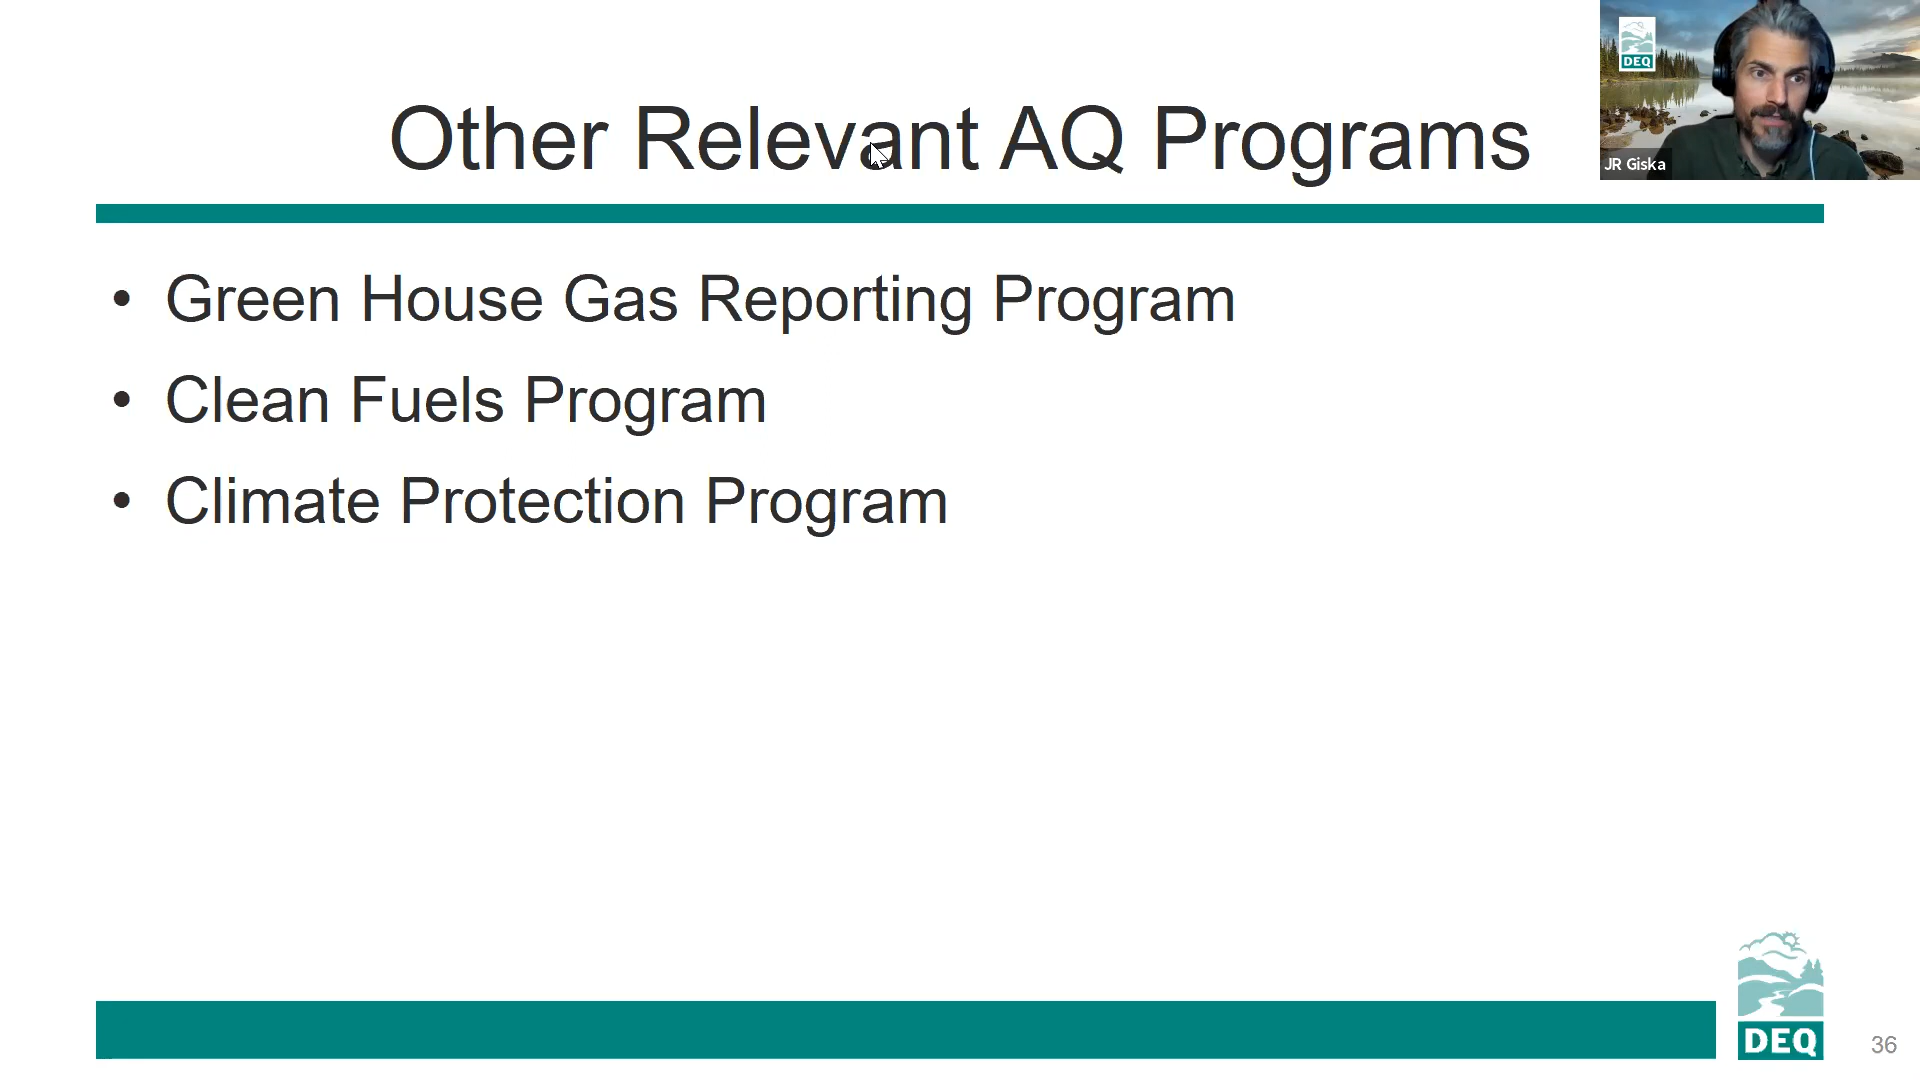 Other Relevant AQ Programs
DEQ
JR Giska
• Green House Gas Reporting Program
• Clean Fuels Program
• Climate Protection Program
DEQ
36